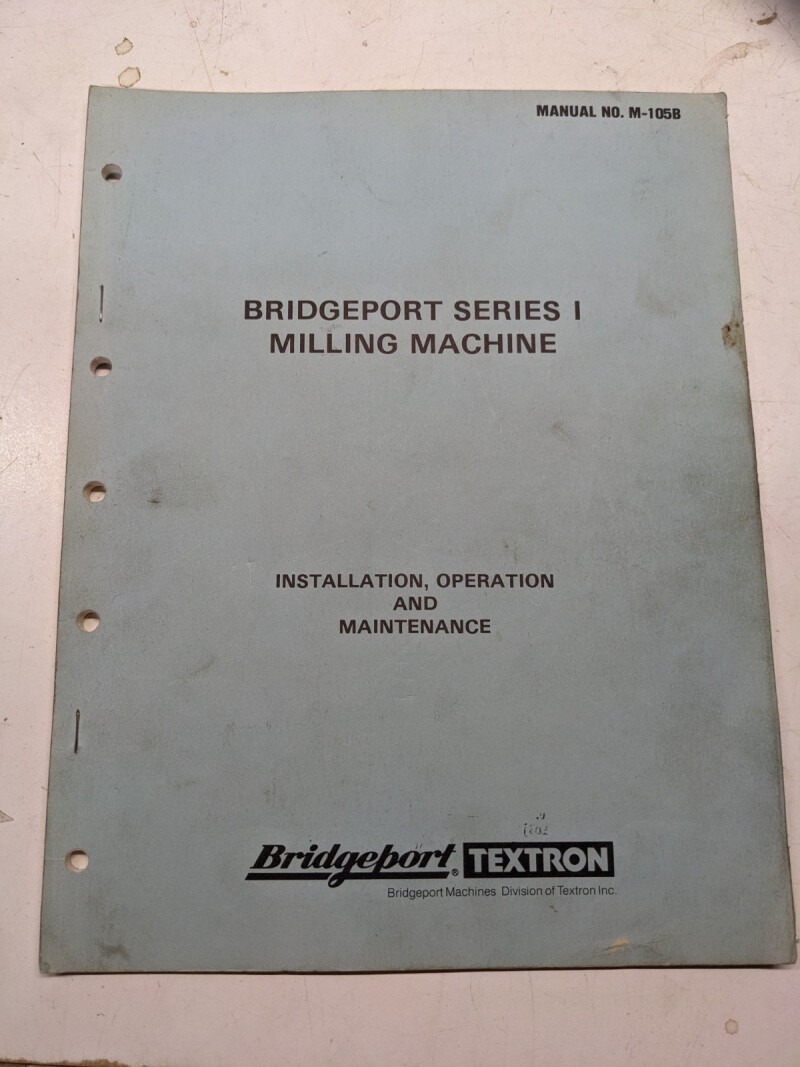 MANUAL NO. M-105B
BRIDGEPORT SERIES I
MILLING MACHINE
INSTALLATION, OPERATION
AND
MAINTENANCE
Bridgeport® TEXTRON
Bridgeport Machines Division of Textron Inc.